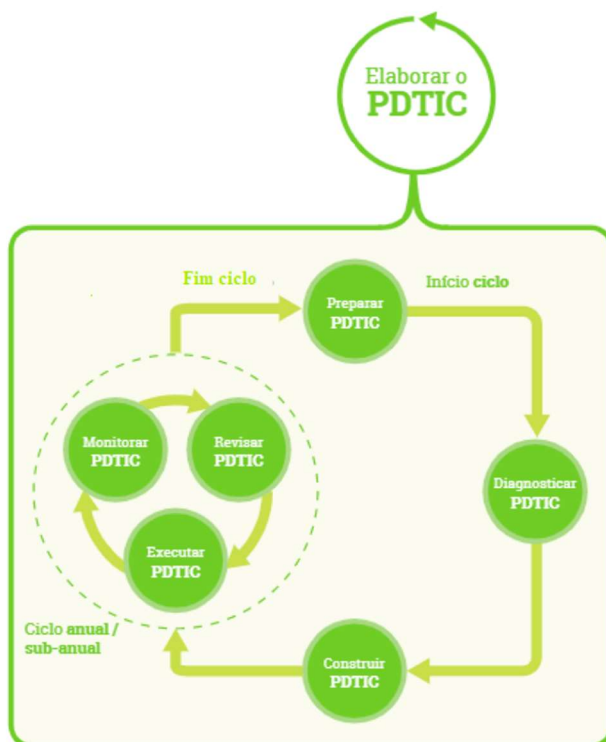 Elaborar o
PDTIC
Fim ciclo
Preparar
PDTIC
Início ciclo
Monitorar
PDTIC
Revisar
PDTIC
Diagnosticar
PDTIC
Executar
PDTIC
Ciclo anual /
sub-anual
Construir
PDTIC